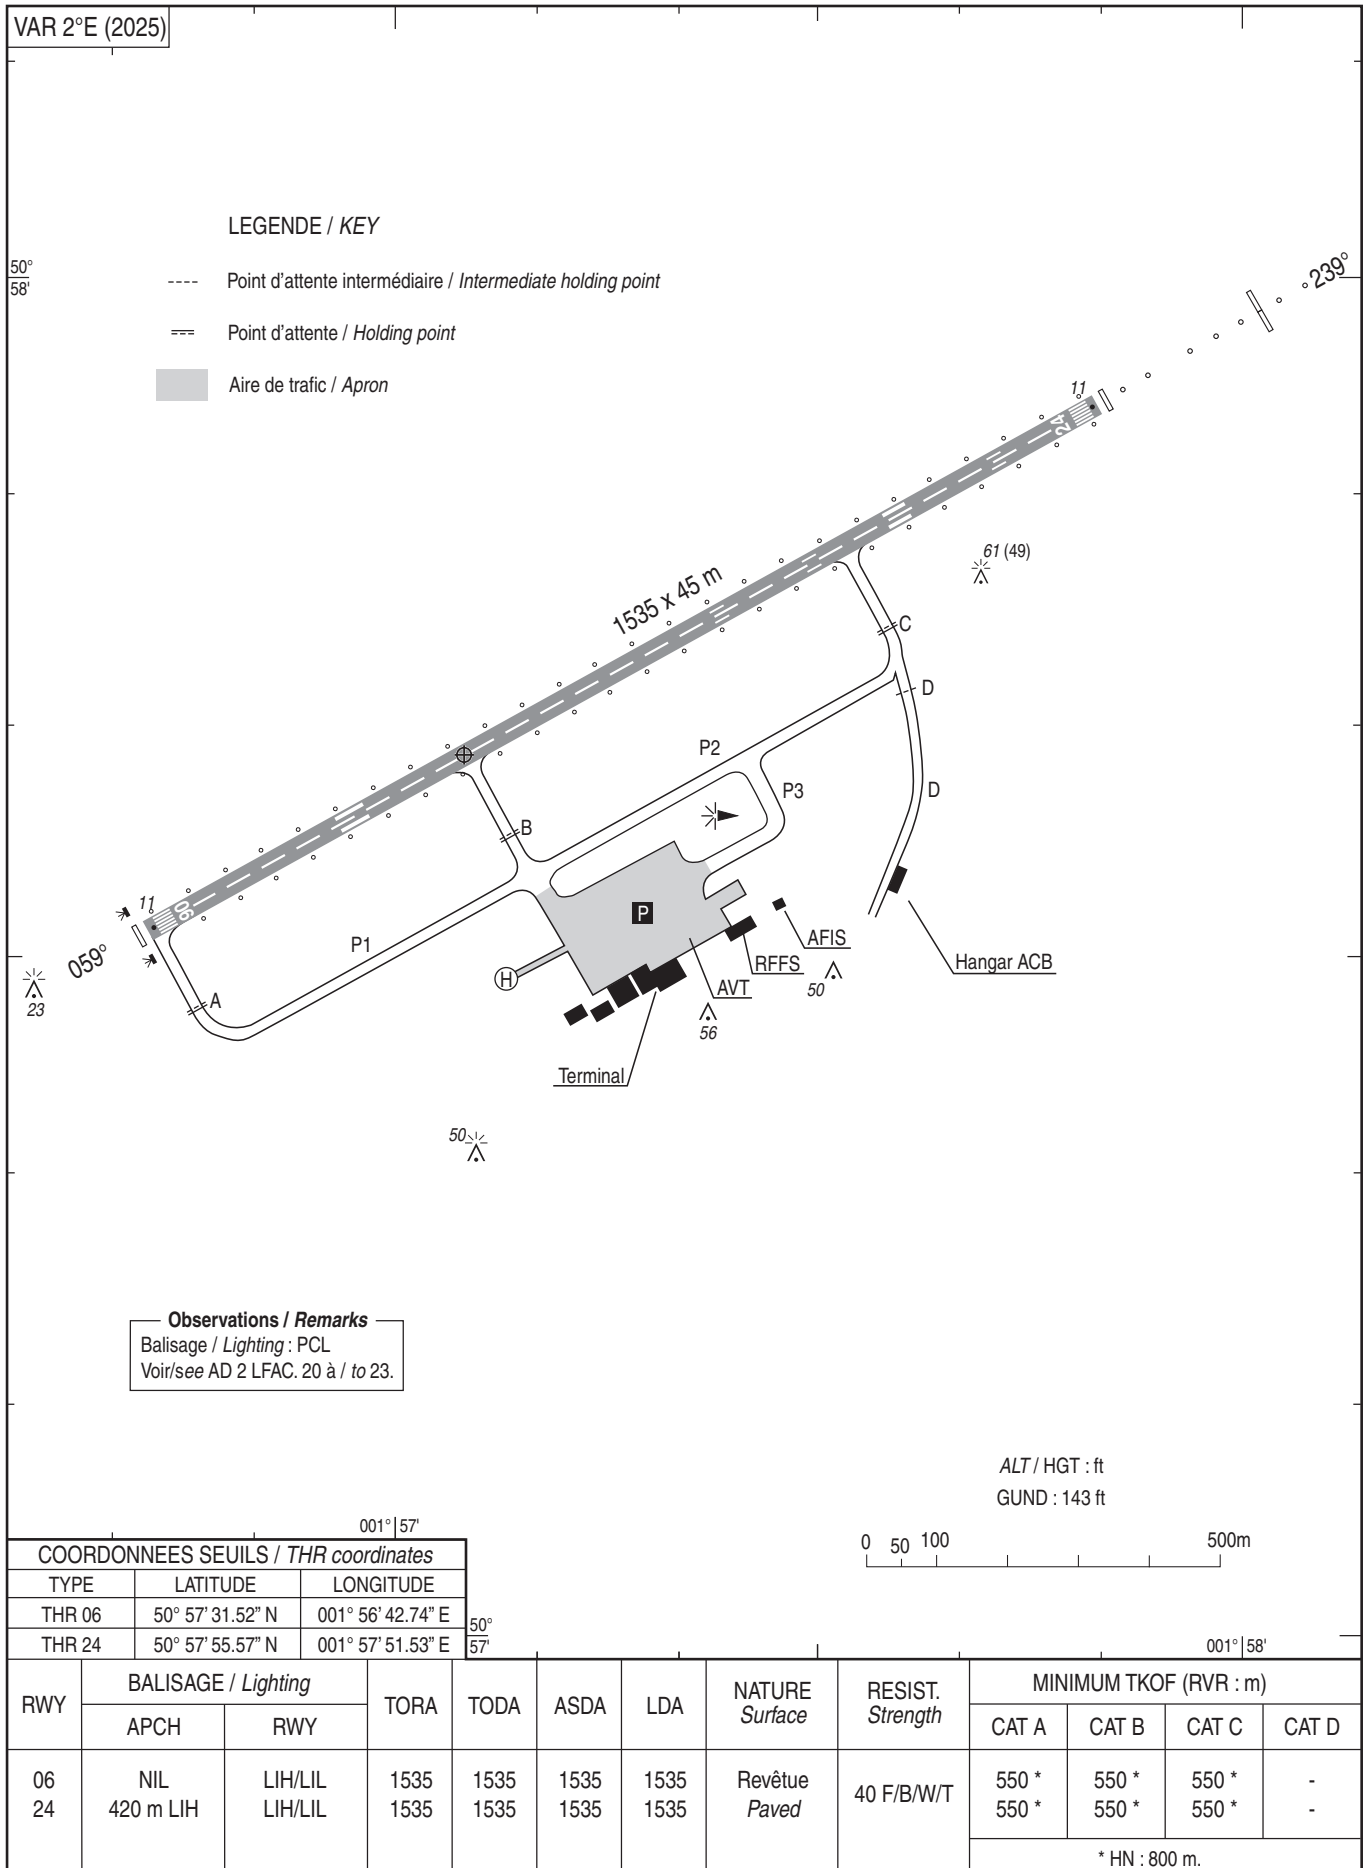 VAR 2°E (2025)
LEGENDE / KEY
50°
58'
Point d'attente intermédiaire / Intermediate holding point
Point d'attente / Holding point
Aire de trafic / Apron
239°
11
24
61 (49)
1535 x 45 m
C
D
P2
P3
D
B
11
06
P
P1
059°
AFIS
RFFS
Hangar ACB
H
AVT
50
23
A
56
Terminal
50
Observations / Remarks
Balisage / Lighting : PCL
Voir/see AD 2 LFAC. 20 à / to 23.
ALT / HGT : ft
GUND : 143 ft
001° 57'
0 50 100 500m
COORDONNEES SEUILS / THR coordinates
TYPE LATITUDE LONGITUDE
THR 06 50° 57' 31.52" N 001° 56' 42.74" E
THR 24 50° 57' 55.57" N 001° 57' 51.53" E
50°
57'
001° 58'
RWY BALISAGE / Lighting TORA TODA ASDA LDA NATURE RESIST. MINIMUM TKOF (RVR : m)
Surface Strength
APCH RWY CAT A CAT B CAT C CAT D
06 NIL LIH/LIL 1535 1535 1535 1535 Revêtue 40 F/B/W/T 550 * 550 * 550 * -
24 420 m LIH LIH/LIL 1535 1535 1535 1535 Paved 550 * 550 * 550 * -
* HN : 800 m.